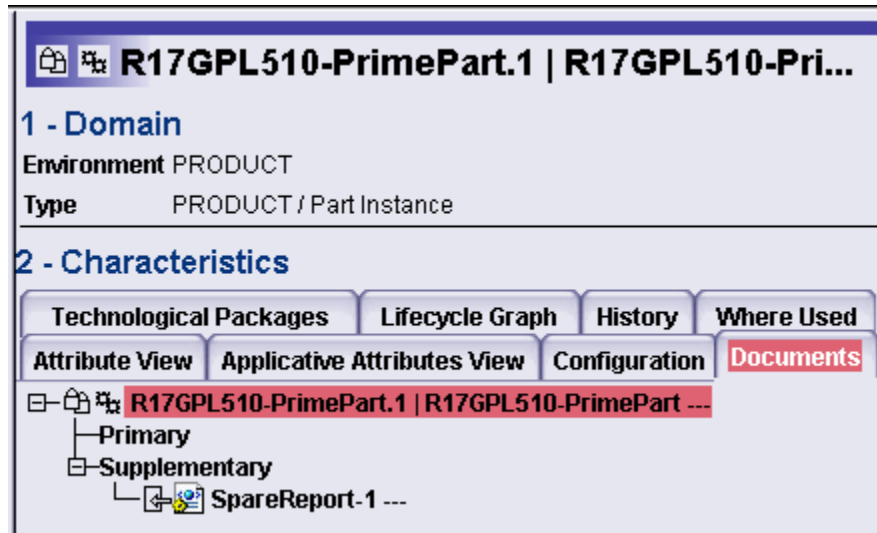 R17GPL510-PrimePart.1 | R17GPL510-Pri...
1 - Domain
Environment PRODUCT
Type PRODUCT / Part Instance
2 - Characteristics
Technological Packages Lifecycle Graph History Where Used
Attribute View Applicative Attributes View Configuration Documents
R17GPL510-PrimePart.1 | R17GPL510-PrimePart ---
Primary
Supplementary
SpareReport-1 ---